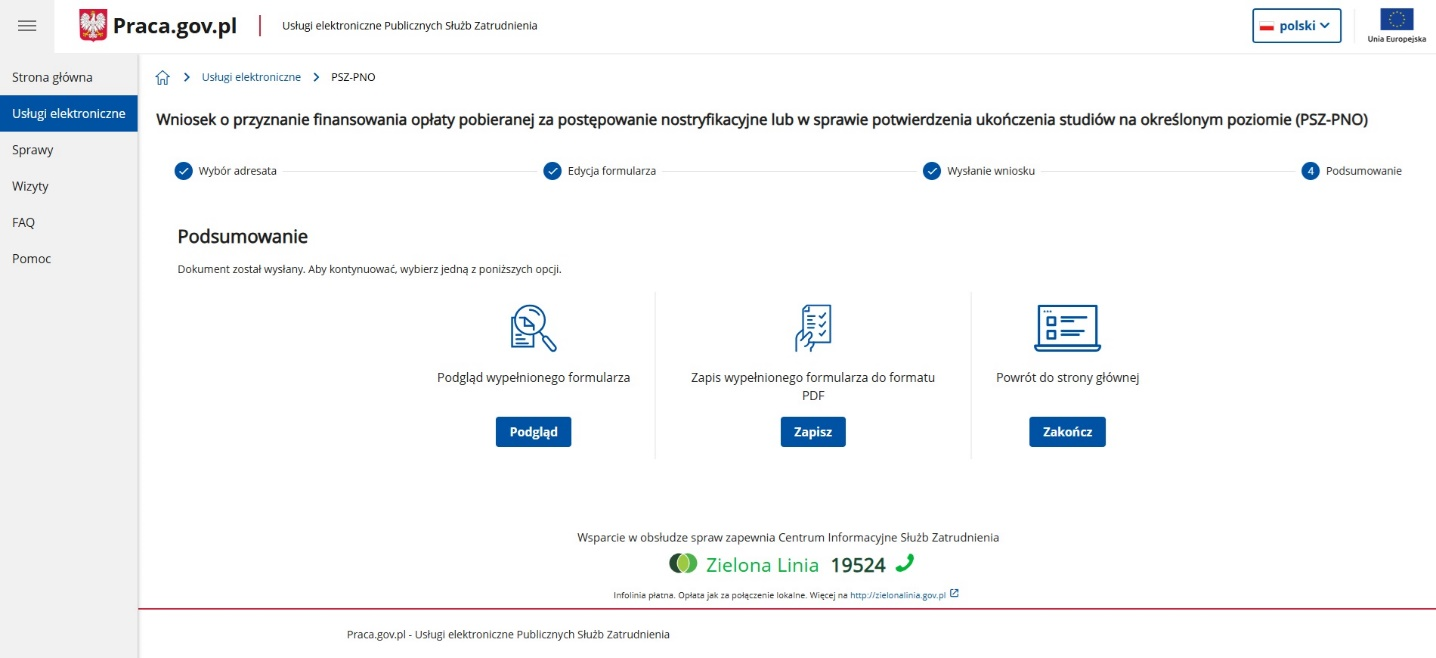 Praca.gov.pl
Usługi elektroniczne Publicznych Służb Zatrudnienia
polski
Unia Europejska
Strona główna
Usługi elektroniczne
Sprawy
Wizyty
FAQ
Pomoc
Usługi elektroniczne > PSZ-PNO
Wniosek o przyznanie finansowania opłaty pobieranej za postępowanie nostryfikacyjne lub w sprawie potwierdzenia ukończenia studiów na określonym poziomie (PSZ-PNO)
Wybór adresata
Edycja formularza
Wysłanie wniosku
4 Podsumowanie
Podsumowanie
Dokument został wysłany. Aby kontynuować, wybierz jedną z poniższych opcji.
Podgląd wypełnionego formularza
Podgląd
Zapis wypełnionego formularza do formatu
PDF
Zapisz
Powrót do strony głównej
Zakończ
Wsparcie w obsłudze spraw zapewnia Centrum Informacyjne Służb Zatrudnienia
Zielona Linia 19524
Infolinia płatna. Opłata jak za połączenie lokalne. Więcej na http://zielonalinia.gov.pl
Praca.gov.pl - Usługi elektroniczne Publicznych Służb Zatrudnienia